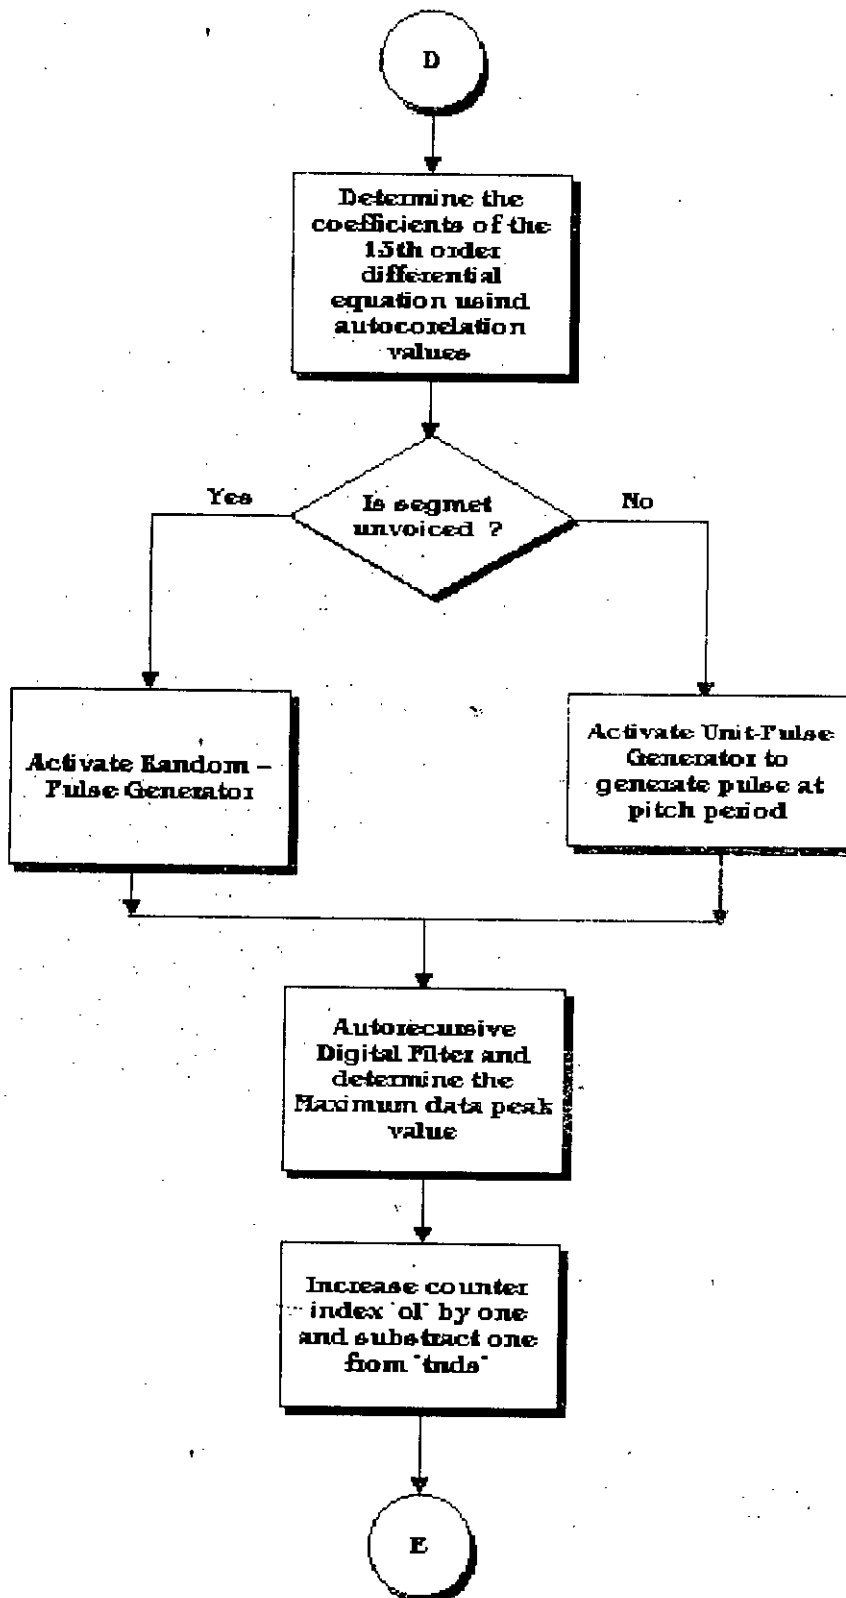 D
Determine the
coefficients of the
15th order
differential
equation usind
autocorelation
values
Is segmet
unvoiced ?
Yes
No
Activate Random –
Pulse Generator
Activate Unit-Pulse
Generator to
generate pulse at
pitch period
Autorecursive
Digital Filter and
determine the
Maximum data peak
value
Increase counter
index 'ol' by one
and substract one
from 'tnds'
E